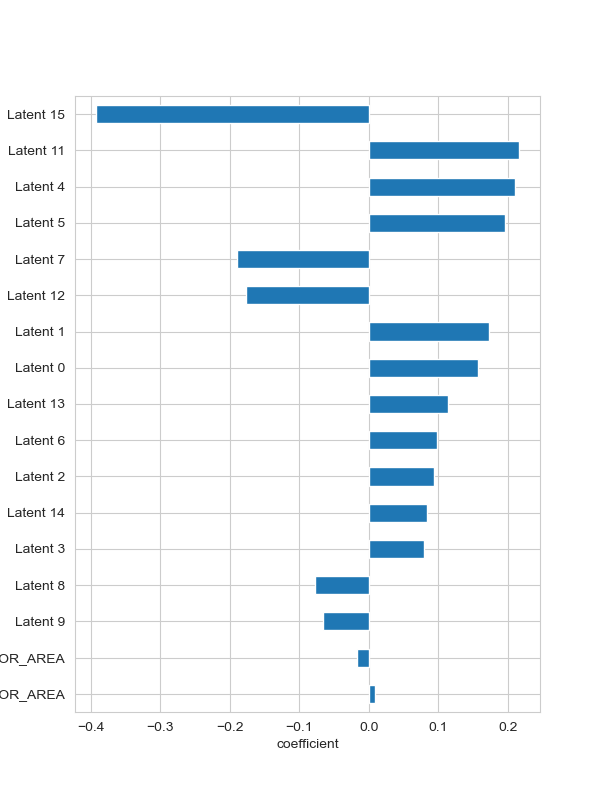 Latent 15
Latent 11
Latent 4
Latent 5
Latent 7
Latent 12
Latent 1
Latent 0
Latent 13
Latent 6
Latent 2
Latent 14
Latent 3
Latent 8
Latent 9
OR_AREA
OR_AREA
−0.4 −0.3 −0.2 −0.1 0.0 0.1 0.2
coefficient